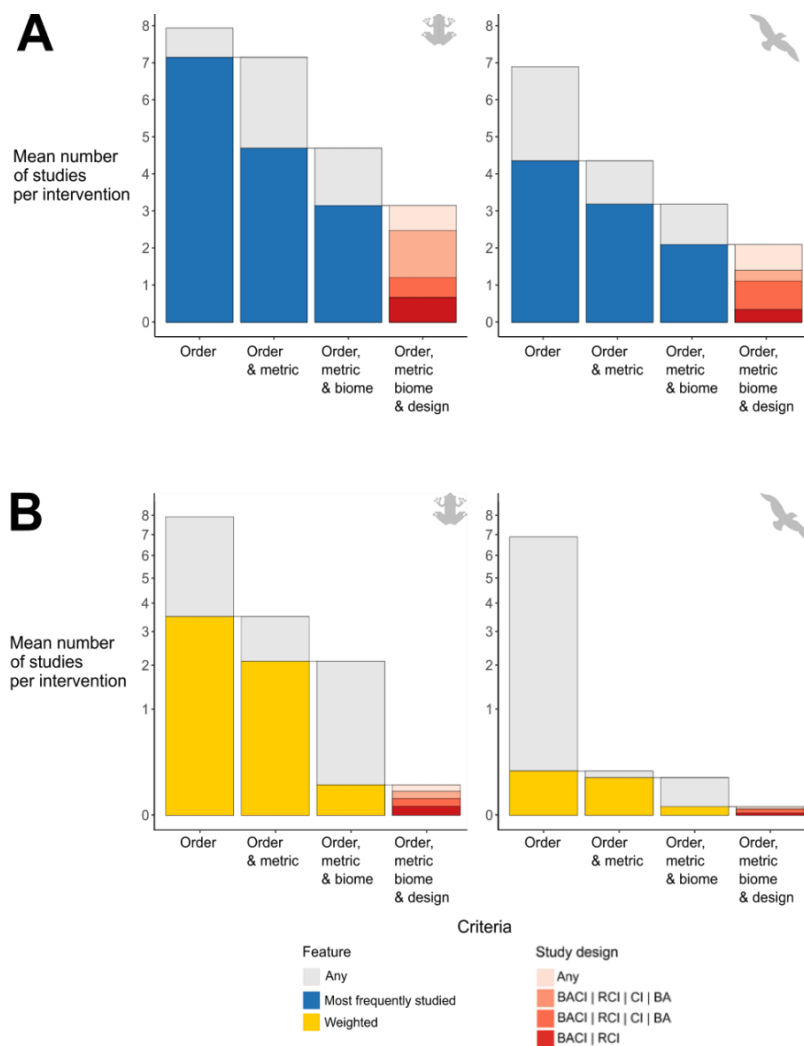 A
8
7
6
5
4
3
2
1
0
Mean number
of studies
per intervention
Order
Order
& metric
Order,
metric
& biome
Order,
metric
biome
& design
8
7
6
5
4
3
2
1
0
Order
Order
& metric
Order,
metric
& biome
Order,
metric
biome
& design
B
8
7
6
5
4
3
2
1
0
Mean number
of studies
per intervention
Order
Order
& metric
Order,
metric
& biome
Order,
metric
biome
& design
8
7
6
5
4
3
2
1
0
Order
Order
& metric
Order,
metric
& biome
Order,
metric
biome
& design
Criteria
Feature
Any
Most frequently studied
Weighted
Study design
Any
BACI | RCI | CI | BA
BACI | RCI | CI | BA
BACI | RCI